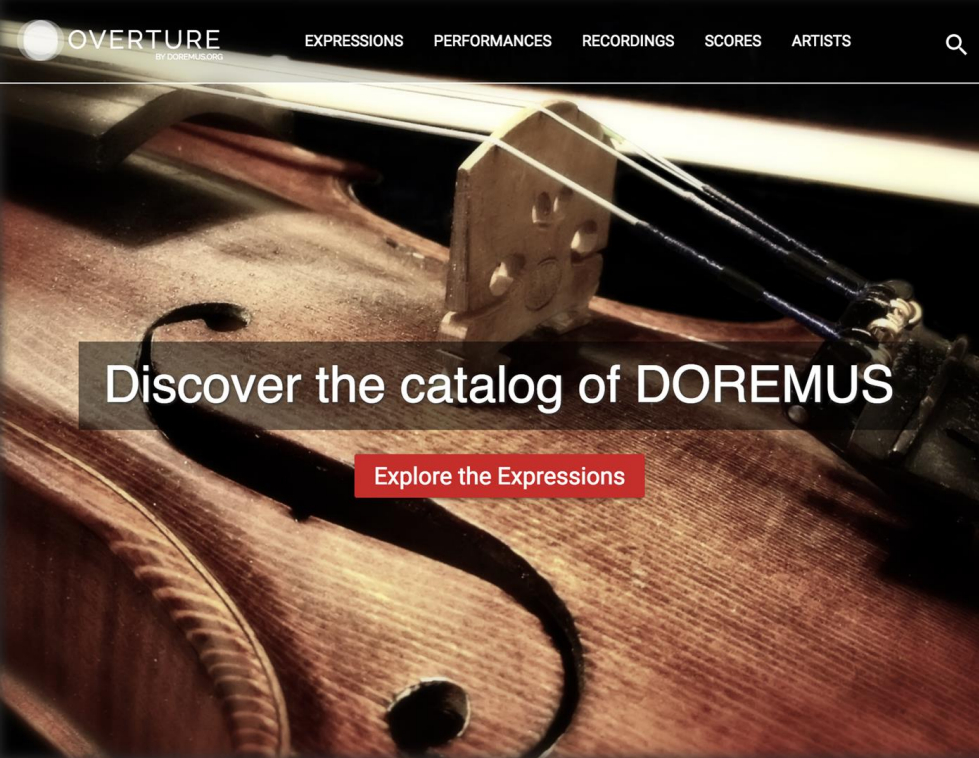 OVERTURE
BY DOREMUS.ORG
EXPRESSIONS PERFORMANCES RECORDINGS SCORES ARTISTS
Discover the catalog of DOREMUS
Explore the Expressions